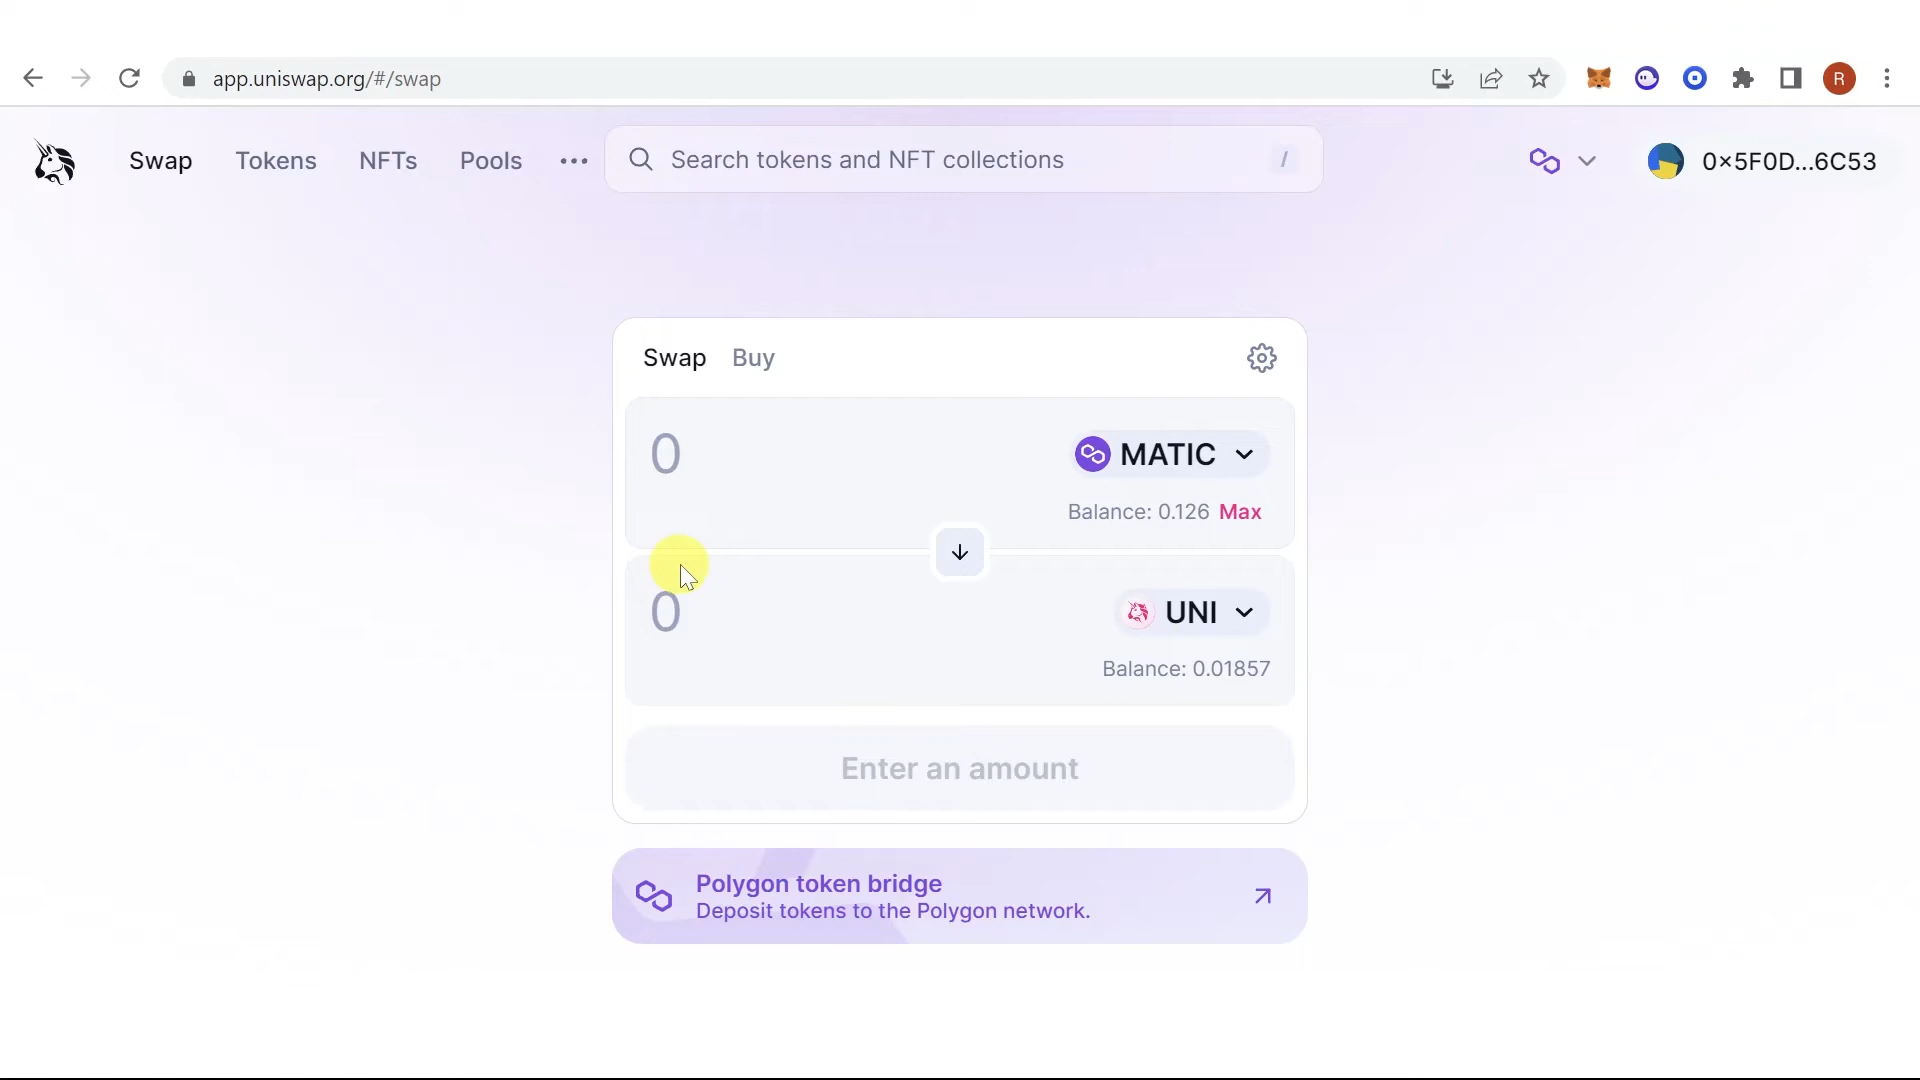 app.uniswap.org/#/swap
R
Swap Tokens NFTs Pools ... Search tokens and NFT collections / 0×5F0D...6C53
Swap Buy
0 MATIC
Balance: 0.126 Max
0 UNI
Balance: 0.01857
Enter an amount
Polygon token bridge
Deposit tokens to the Polygon network.